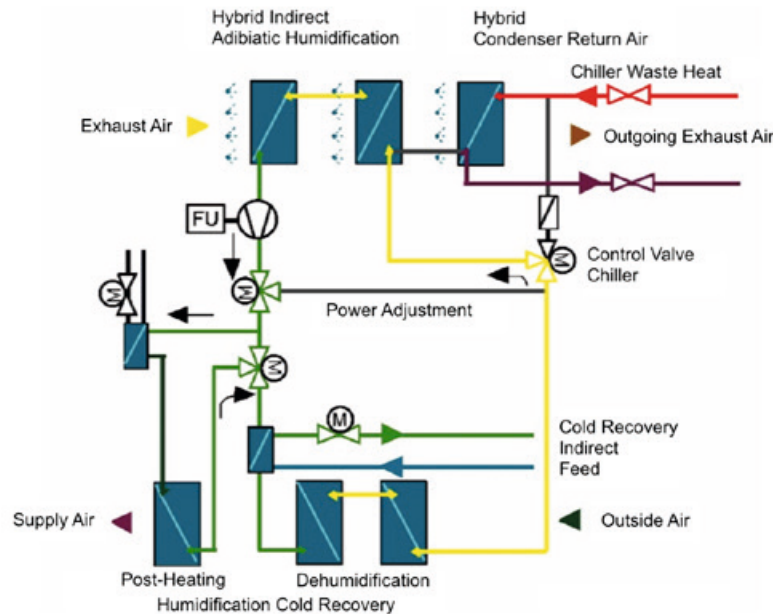 Hybrid Indirect
Adibiatic Humidification
Hybrid
Condenser Return Air
Chiller Waste Heat
Exhaust Air
Outgoing Exhaust Air
FU
M
Control Valve
Chiller
M
M
Power Adjustment
M
M
Cold Recovery
Indirect
Feed
Supply Air
Outside Air
Post-Heating
Dehumidification
Humidification Cold Recovery